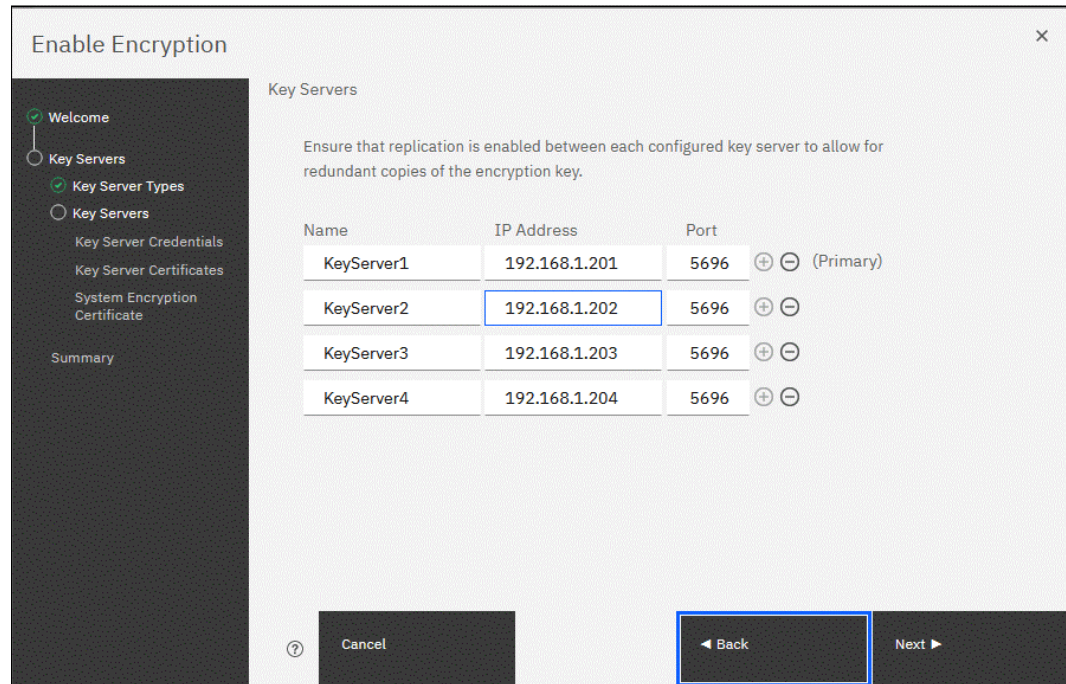 Enable Encryption
Welcome
Key Servers
Key Server Types
Key Servers
Key Server Credentials
Key Server Certificates
System Encryption
Certificate
Summary
Key Servers
Ensure that replication is enabled between each configured key server to allow for
redundant copies of the encryption key.
Name IP Address Port
KeyServer1 192.168.1.201 5696 (Primary)
KeyServer2 192.168.1.202 5696
KeyServer3 192.168.1.203 5696
KeyServer4 192.168.1.204 5696
Cancel
Back
Next